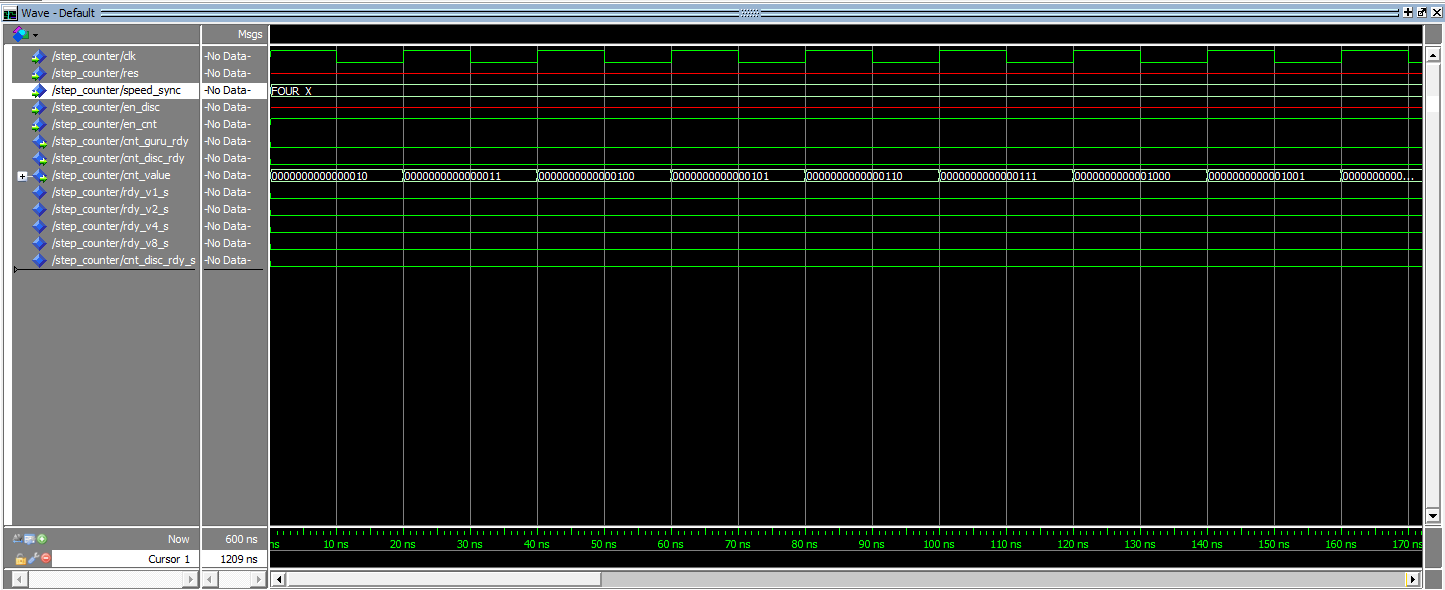 Wave - Default
Msgs
/step_counter/clk -No Data-
/step_counter/res -No Data-
/step_counter/speed_sync -No Data- FOUR_X
/step_counter/en_disc -No Data-
/step_counter/en_cnt -No Data-
/step_counter/cnt_guru_rdy -No Data-
/step_counter/cnt_disc_rdy -No Data-
/step_counter/cnt_value -No Data- 0000000000000010 0000000000000011 0000000000000100 0000000000000101 0000000000000110 0000000000000111 0000000000001000 0000000000001001 0000000000...
/step_counter/rdy_v1_s -No Data-
/step_counter/rdy_v2_s -No Data-
/step_counter/rdy_v4_s -No Data-
/step_counter/rdy_v8_s -No Data-
/step_counter/cnt_disc_rdy_s -No Data-
Now 600 ns
ns 10 ns 20 ns 30 ns 40 ns 50 ns 60 ns 70 ns 80 ns 90 ns 100 ns 110 ns 120 ns 130 ns 140 ns 150 ns 160 ns 170 ns
Cursor 1 1209 ns